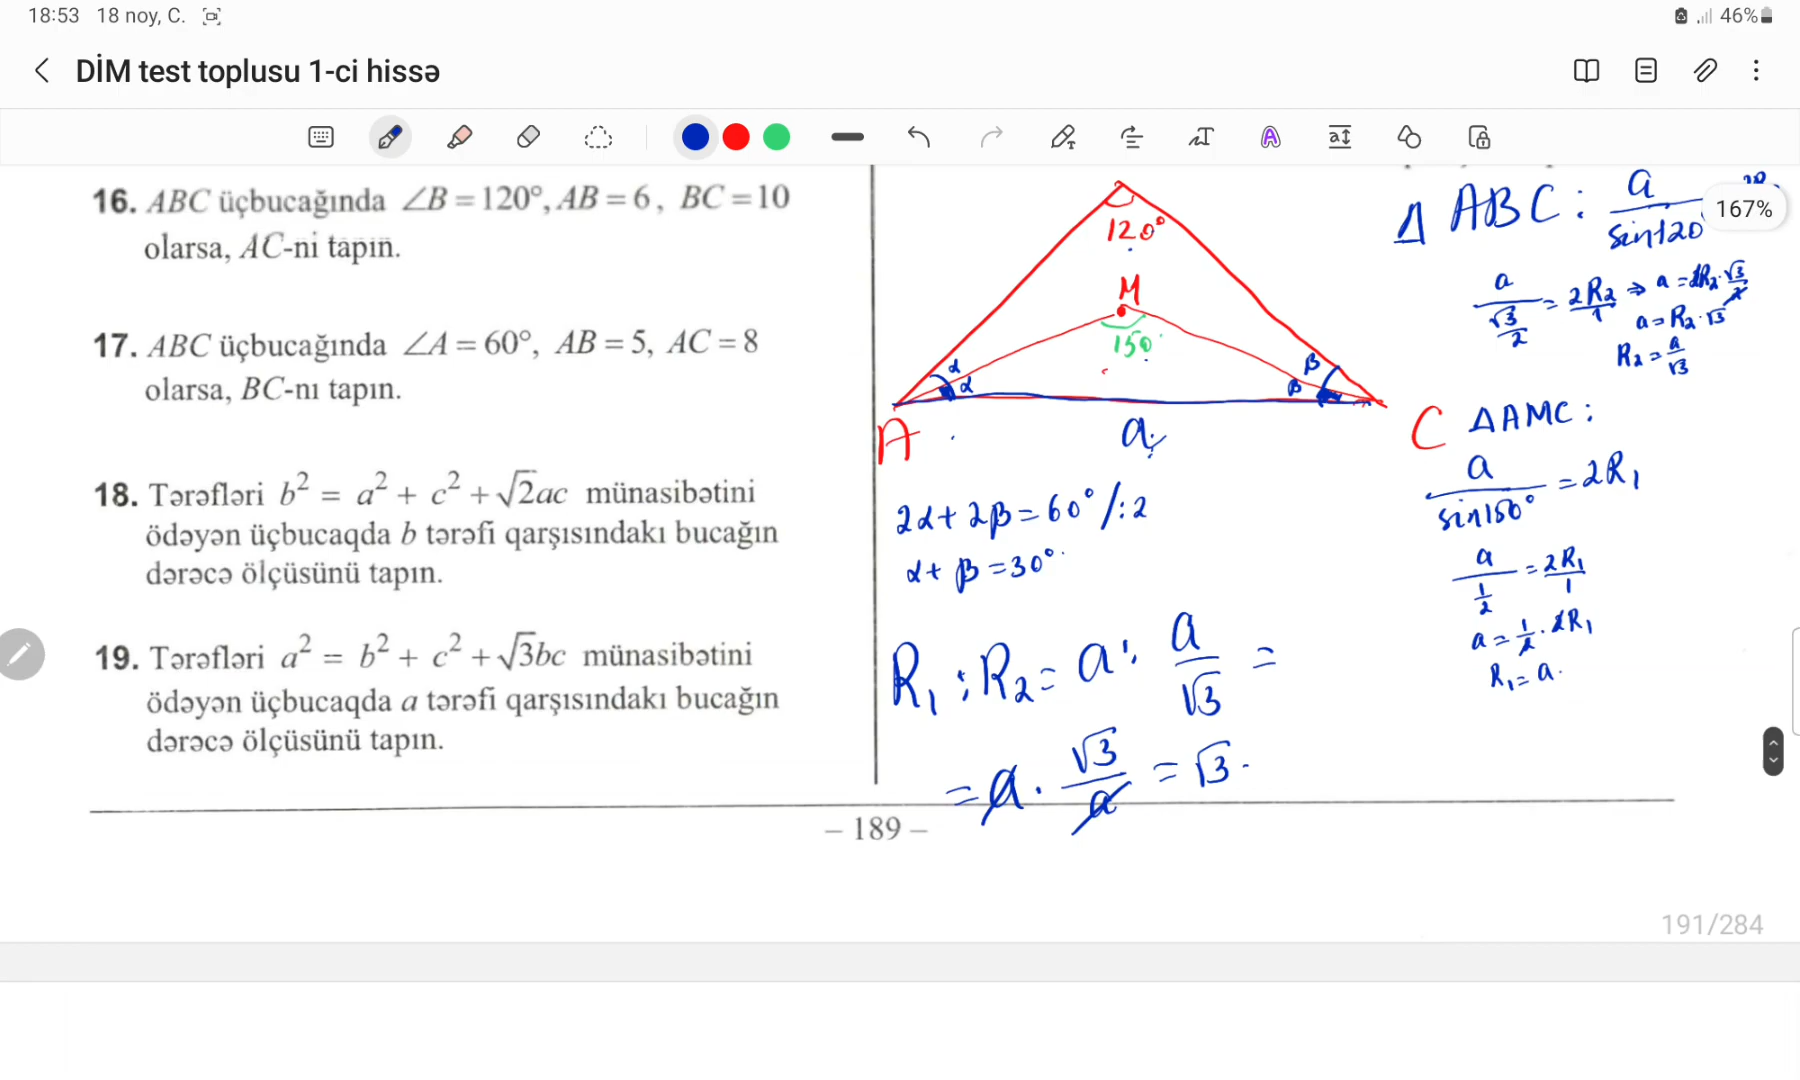 18:53 18 noy, C. 46%
DİM test toplusu 1-ci hissə
167%
16. ABC üçbucağında ∠B = 120°, AB = 6, BC = 10
olarsa, AC-ni tapın.
17. ABC üçbucağında ∠A = 60°, AB = 5, AC = 8
olarsa, BC-nı tapın.
18. Tərəfləri b² = a² + c² + √2ac münasibətini
ödəyən üçbucaqda b tərəfi qarşısındakı bucağın
dərəcə ölçüsünü tapın.
19. Tərəfləri a² = b² + c² + √3bc münasibətini
ödəyən üçbucaqda a tərəfi qarşısındakı bucağın
dərəcə ölçüsünü tapın.
120°
M
150°
α
α
β
β
A
a
C
2α + 2β = 60° /:2
α + β = 30°
R₁ : R₂ = a : a/√3 =
= a · √3/a = √3
Δ ABC : a/sin120
a/(√3/2) = 2R₂/1 ⇒ a = 2R₂ · √3/2
a = R₂ · √3
R₂ = a/√3
ΔAMC :
a/sin150° = 2R₁
a/(1/2) = 2R₁/1
a = 1/2 · 2R₁
R₁ = a.
– 189 –
191/284